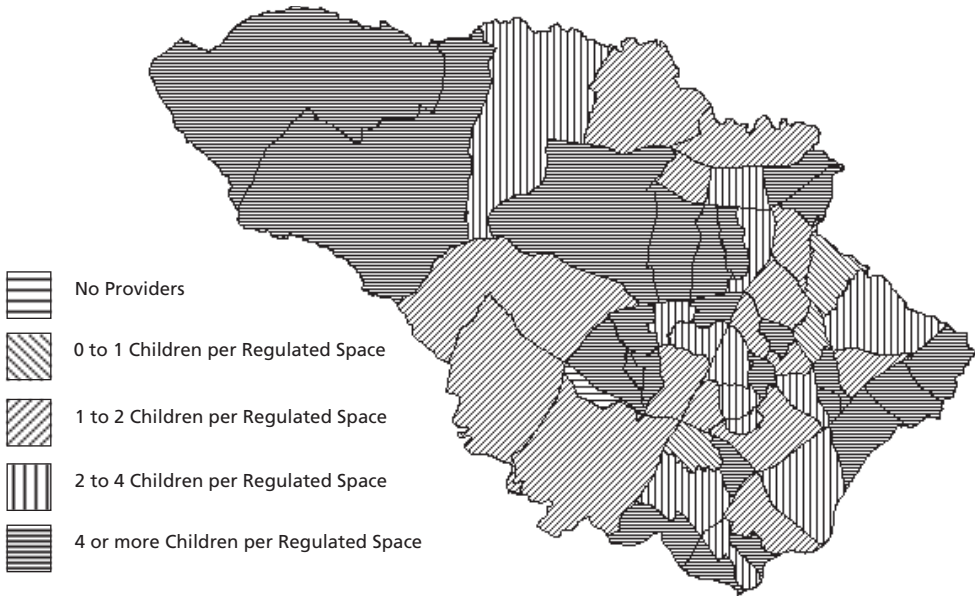 No Providers
0 to 1 Children per Regulated Space
1 to 2 Children per Regulated Space
2 to 4 Children per Regulated Space
4 or more Children per Regulated Space